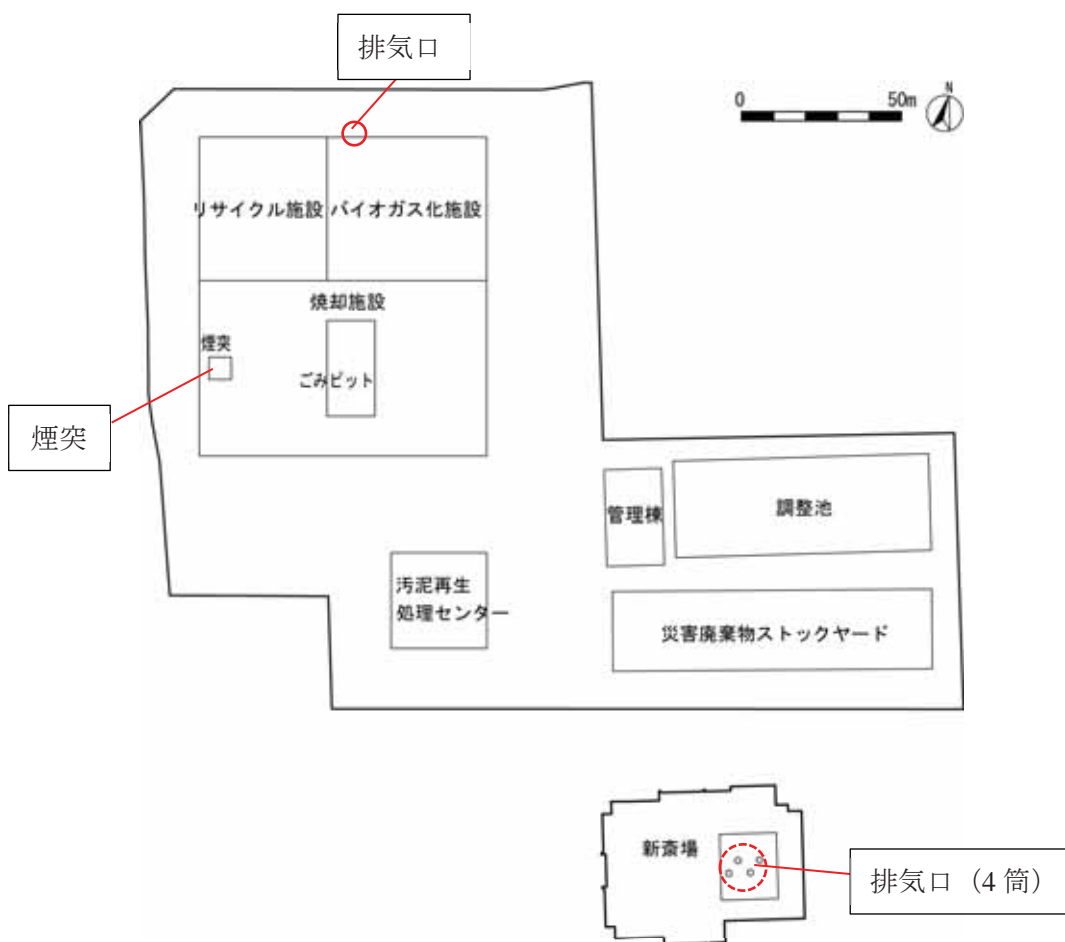 排気口
0 50m N
リサイクル施設 バイオガス化施設
焼却施設
煙突
ごみピット
煙突
管理棟
調整池
汚泥再生
処理センター
災害廃棄物ストックヤード
新斎場
排気口（4 筒）